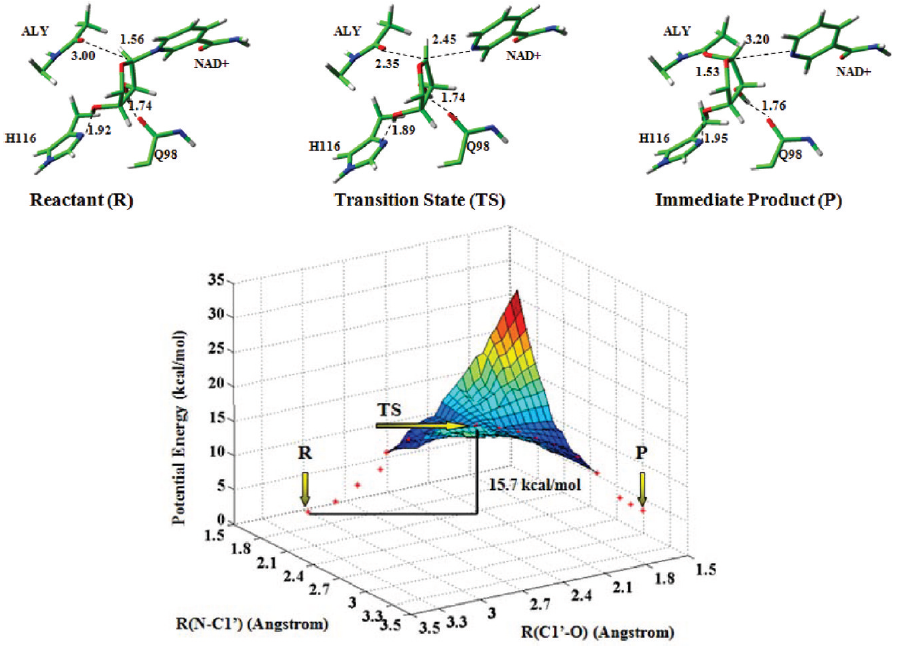 ALY
1.56
3.00
NAD+
1.74
1.92
H116
Q98
Reactant (R)
ALY
2.45
2.35
NAD+
1.74
1.89
H116
Q98
Transition State (TS)
ALY
3.20
1.53
NAD+
1.76
1.95
H116
Q98
Immediate Product (P)
Potential Energy (kcal/mol)
35
30
25
20
15
10
5
0
TS
R
P
15.7 kcal/mol
1.5
1.8
2.1
2.4
2.7
3
3.3
3.5
R(N-C1') (Angstrom)
3.5
3.3
3
2.7
2.4
2.1
1.8
1.5
R(C1'-O) (Angstrom)